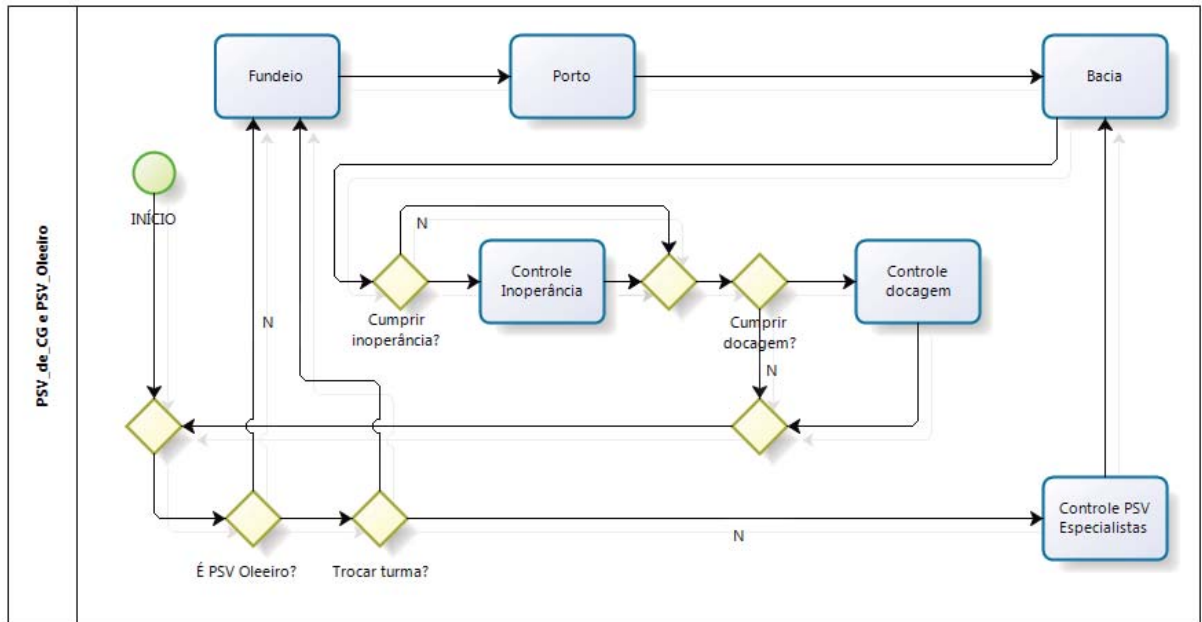 PSV_de_CG e PSV_Oleeiro
Fundeio
Porto
Bacia
INÍCIO
N
Controle
Inoperância
Controle
docagem
Cumprir
inoperância?
Cumprir
docagem?
N
N
Controle PSV
Especialistas
N
É PSV Oleeiro?
Trocar turma?